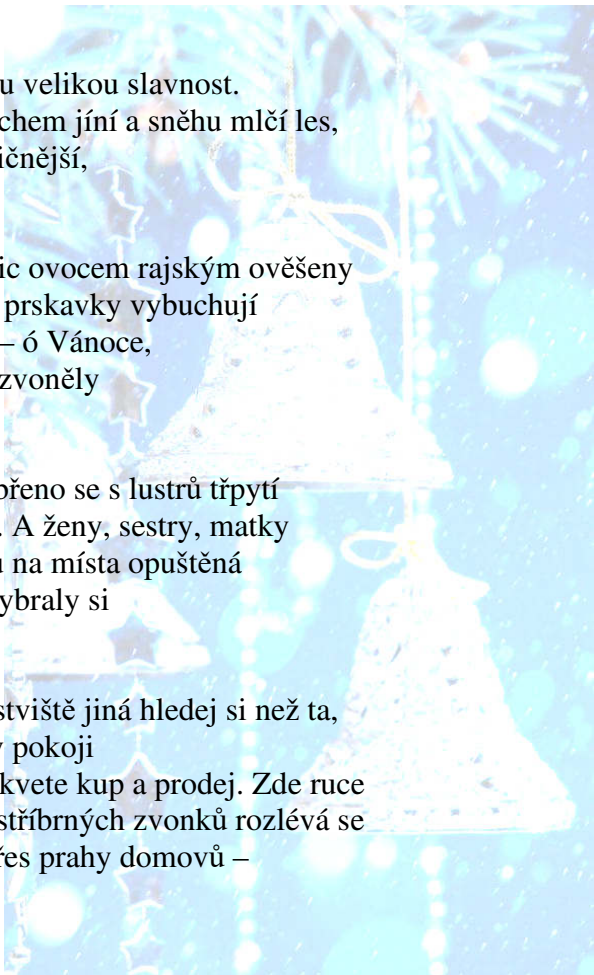 u velikou slavnost.
chem jíní a sněhu mlčí les,
ičnější,
ic ovocem rajským ověšeny
prskavky vybuchují
– ó Vánoce,
zvoněly
přeno se s lustrů třpytí
. A ženy, sestry, matky
u na místa opuštěná
ybraly si
stviště jiná hledej si než ta,
v pokoji
kvete kup a prodej. Zde ruce
stříbrných zvonků rozlévá se
řes prahy domovů –